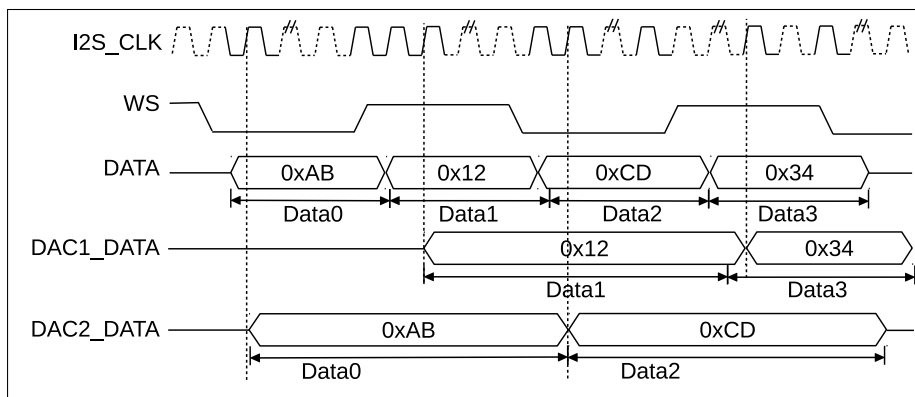 I2S_CLK
WS
DATA 0xAB 0x12 0xCD 0x34
Data0 Data1 Data2 Data3
DAC1_DATA 0x12 0x34
Data1 Data3
DAC2_DATA 0xAB 0xCD
Data0 Data2